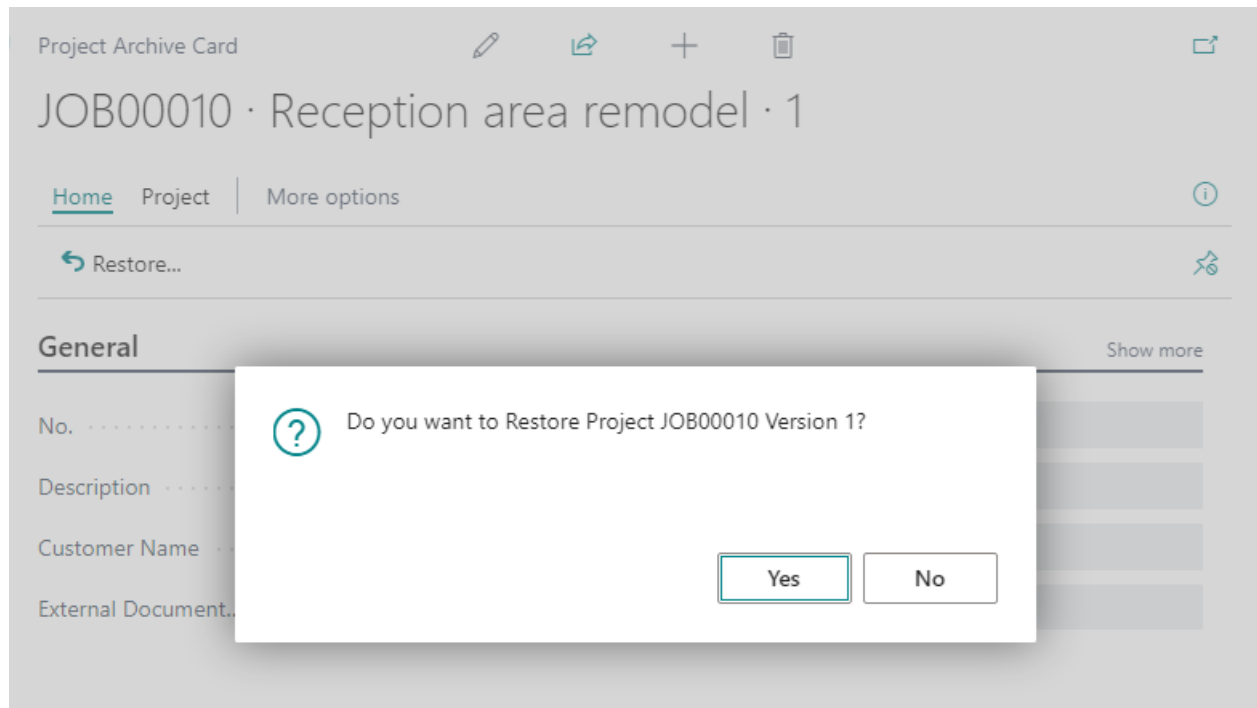 Project Archive Card
JOB00010 · Reception area remodel · 1
Home Project More options
Restore...
General Show more
Do you want to Restore Project JOB00010 Version 1?
No.
Description
Customer Name
External Document...
Yes No